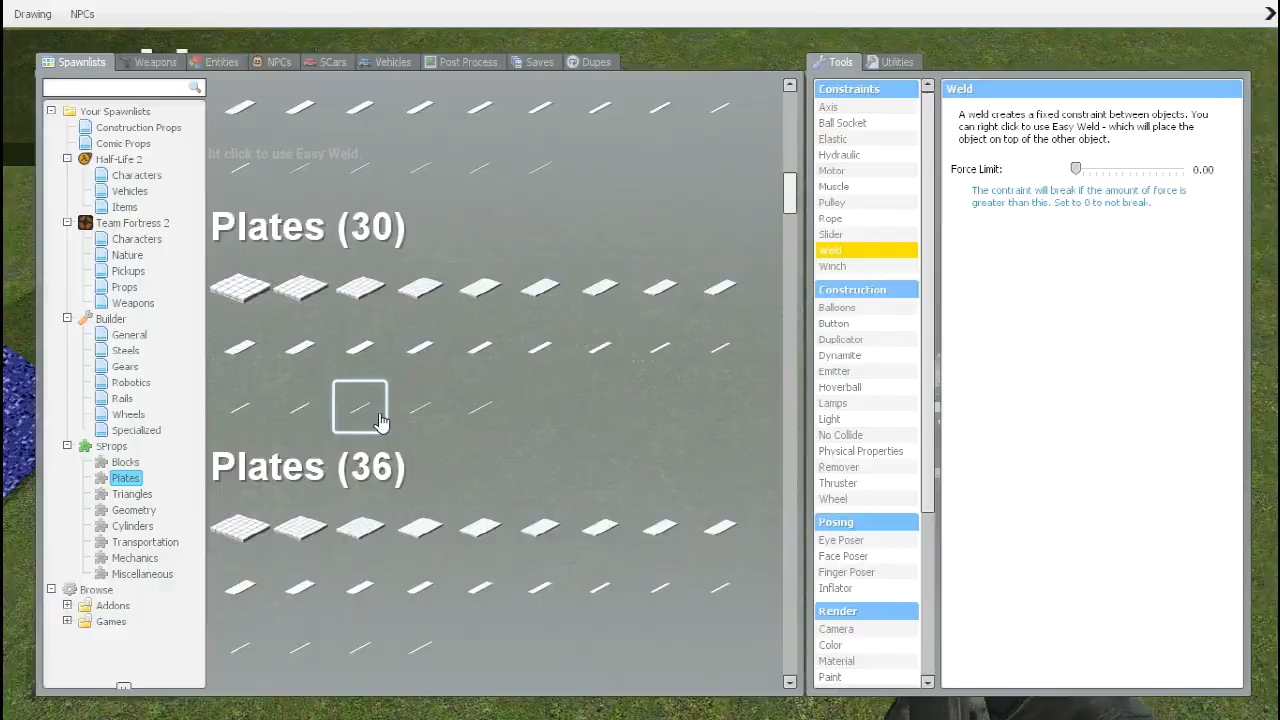 Drawing NPCs
Spawnlists Weapons Entities NPCs SCars Vehicles Post Process Saves Dupes
Your Spawnlists
Construction Props
Comic Props
Half-Life 2
Characters
Vehicles
Items
Team Fortress 2
Characters
Nature
Pickups
Props
Weapons
Builder
General
Steels
Gears
Robotics
Rails
Wheels
Specialized
SProps
Blocks
Plates
Triangles
Geometry
Cylinders
Transportation
Mechanics
Miscellaneous
Browse
Addons
Games
ht click to use Easy Weld.
Plates (30)
Plates (36)
Tools Utilities
Constraints
Axis
Ball Socket
Elastic
Hydraulic
Motor
Muscle
Pulley
Rope
Slider
Weld
Winch
Construction
Balloons
Button
Duplicator
Dynamite
Emitter
Hoverball
Lamps
Light
No Collide
Physical Properties
Remover
Thruster
Wheel
Posing
Eye Poser
Face Poser
Finger Poser
Inflator
Render
Camera
Color
Material
Paint
Weld
A weld creates a fixed constraint between objects. You
can right click to use Easy Weld - which will place the
object on top of the other object.
Force Limit: 0.00
The contraint will break if the amount of force is
greater than this. Set to 0 to not break.